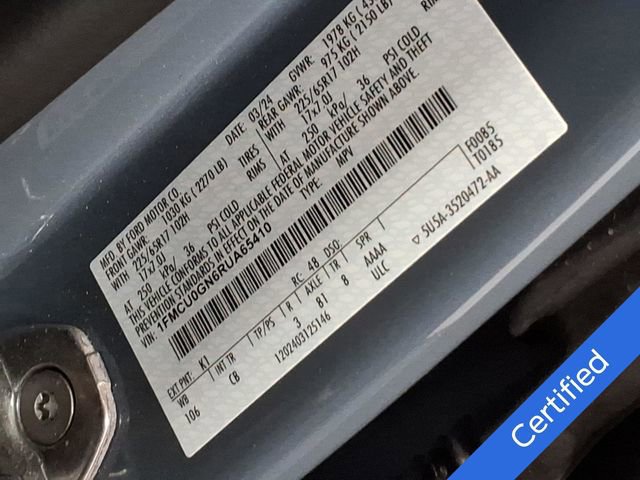 MFD BY FORD MOTOR CO.
DATE: 03/24 GVWR: 1978 KG
FRONT GAWR: 1030 KG (2270 LB) REAR GAWR: 975 KG (2150 LB)
WITH 225/65R17 102H TIRES WITH 225/65R17 102H
17x7.0J RIMS 17x7.0J
AT 250 kPa/ 36 PSI COLD AT 250 kPa/ 36 PSI COLD
THIS VEHICLE CONFORMS TO ALL APPLICABLE FEDERAL MOTOR VEHICLE SAFETY AND THEFT
PREVENTION STANDARDS IN EFFECT ON THE DATE OF MANUFACTURE SHOWN ABOVE.
1FMCU0GN6RUA65410 TYPE: MPV
F0085
T0185
EXT PNT: K1 RC: 48 DSO:
WB INT TR TP/PS R AXLE TR SPR 5U5A-3520472-AA
106 CB 3 81 8 AAAA
1202403125146 ULC
Certified